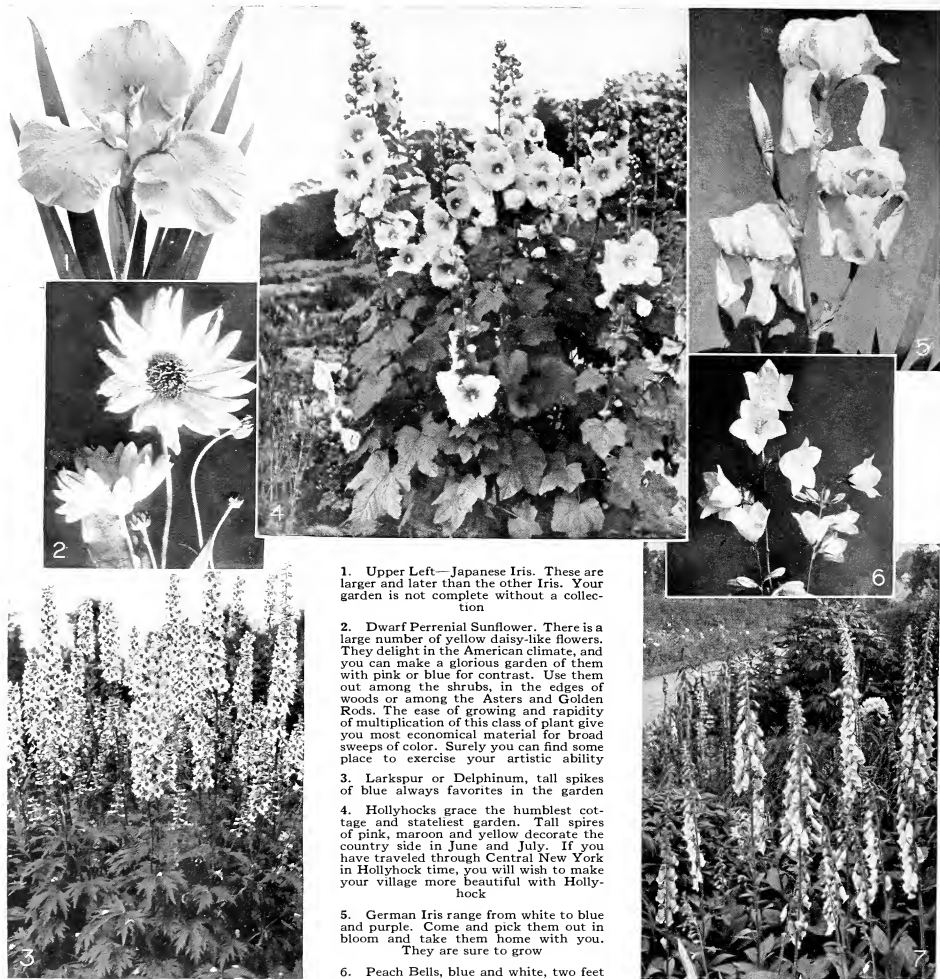 1
2
3
4
5
6
7
1. Upper Left—Japanese Iris. These are
larger and later than the other Iris. Your
garden is not complete without a collec-
tion
2. Dwarf Perrenial Sunflower. There is a
large number of yellow daisy-like flowers.
They delight in the American climate, and
you can make a glorious garden of them
with pink or blue for contrast. Use them
out among the shrubs, in the edges of
woods or among the Asters and Golden
Rods. The ease of growing and rapidity
of multiplication of this class of plant give
you most economical material for broad
sweeps of color. Surely you can find some
place to exercise your artistic ability
3. Larkspur or Delphinum, tall spikes
of blue always favorites in the garden
4. Hollyhocks grace the humblest cot-
tage and stateliest garden. Tall spires
of pink, maroon and yellow decorate the
country side in June and July. If you
have traveled through Central New York
in Hollyhock time, you will wish to make
your village more beautiful with Holly-
hock
5. German Iris range from white to blue
and purple. Come and pick them out in
bloom and take them home with you.
They are sure to grow
6. Peach Bells, blue and white, two feet